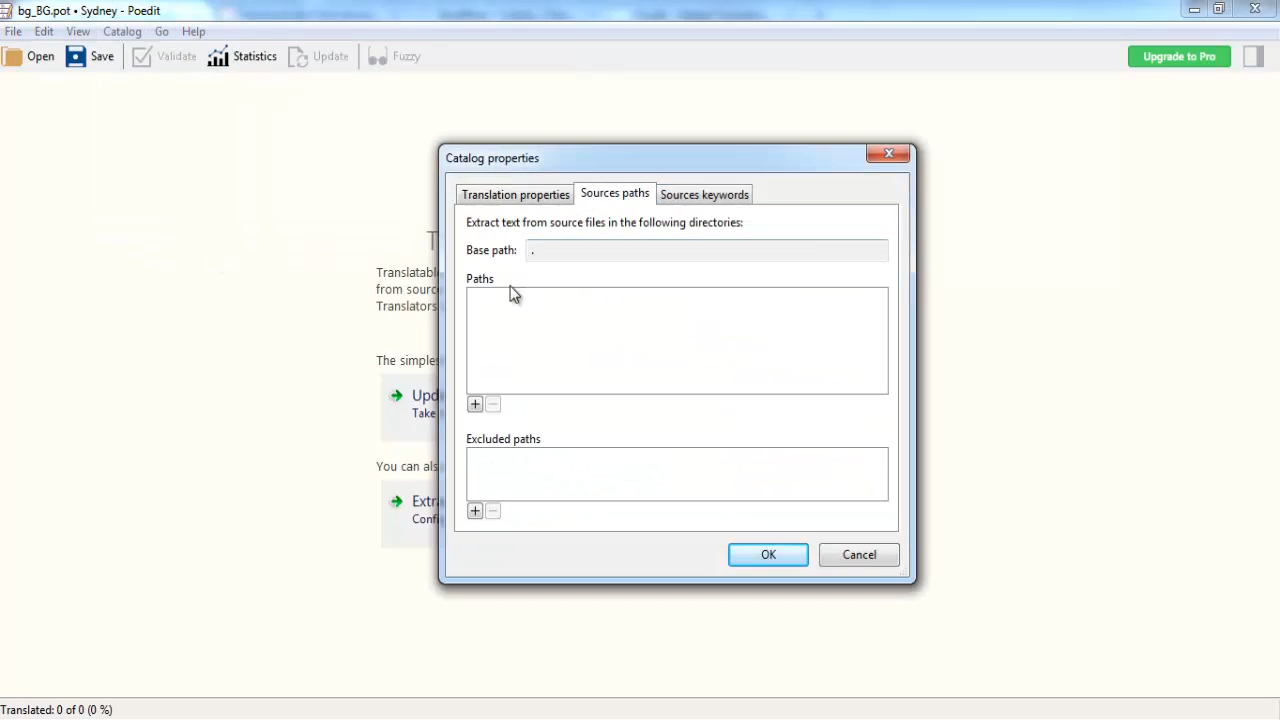 bg_BG.pot • Sydney - Poedit
File Edit View Catalog Go Help
Open Save Validate Statistics Update Fuzzy Upgrade to Pro
Catalog properties
Translation properties Sources paths Sources keywords
Extract text from source files in the following directories:
Base path: .
Paths
Translatable
from sourc
Translators
The simples
Upd
Take
Excluded paths
You can als
Extra
Confi
OK Cancel
Translated: 0 of 0 (0 %)